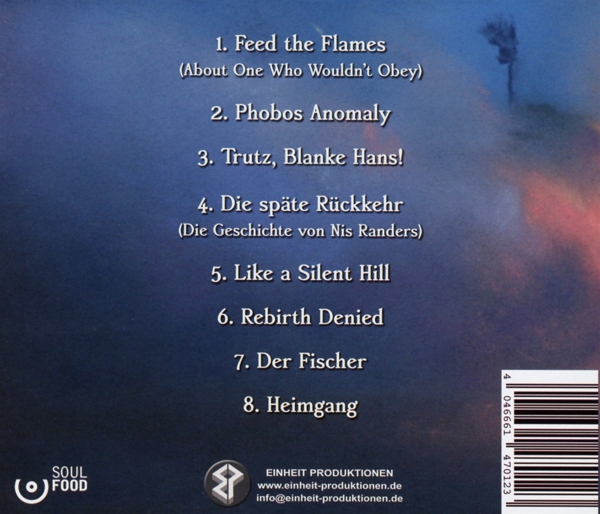 1. Feed the Flames
(About One Who Wouldn't Obey)
2. Phobos Anomaly
3. Trutz, Blanke Hans!
4. Die späte Rückkehr
(Die Geschichte von Nis Randers)
5. Like a Silent Hill
6. Rebirth Denied
7. Der Fischer
8. Heimgang
4 046661 470123
SOUL
FOOD
EINHEIT PRODUKTIONEN
www.einheit-produktionen.de
info@einheit-produktionen.de